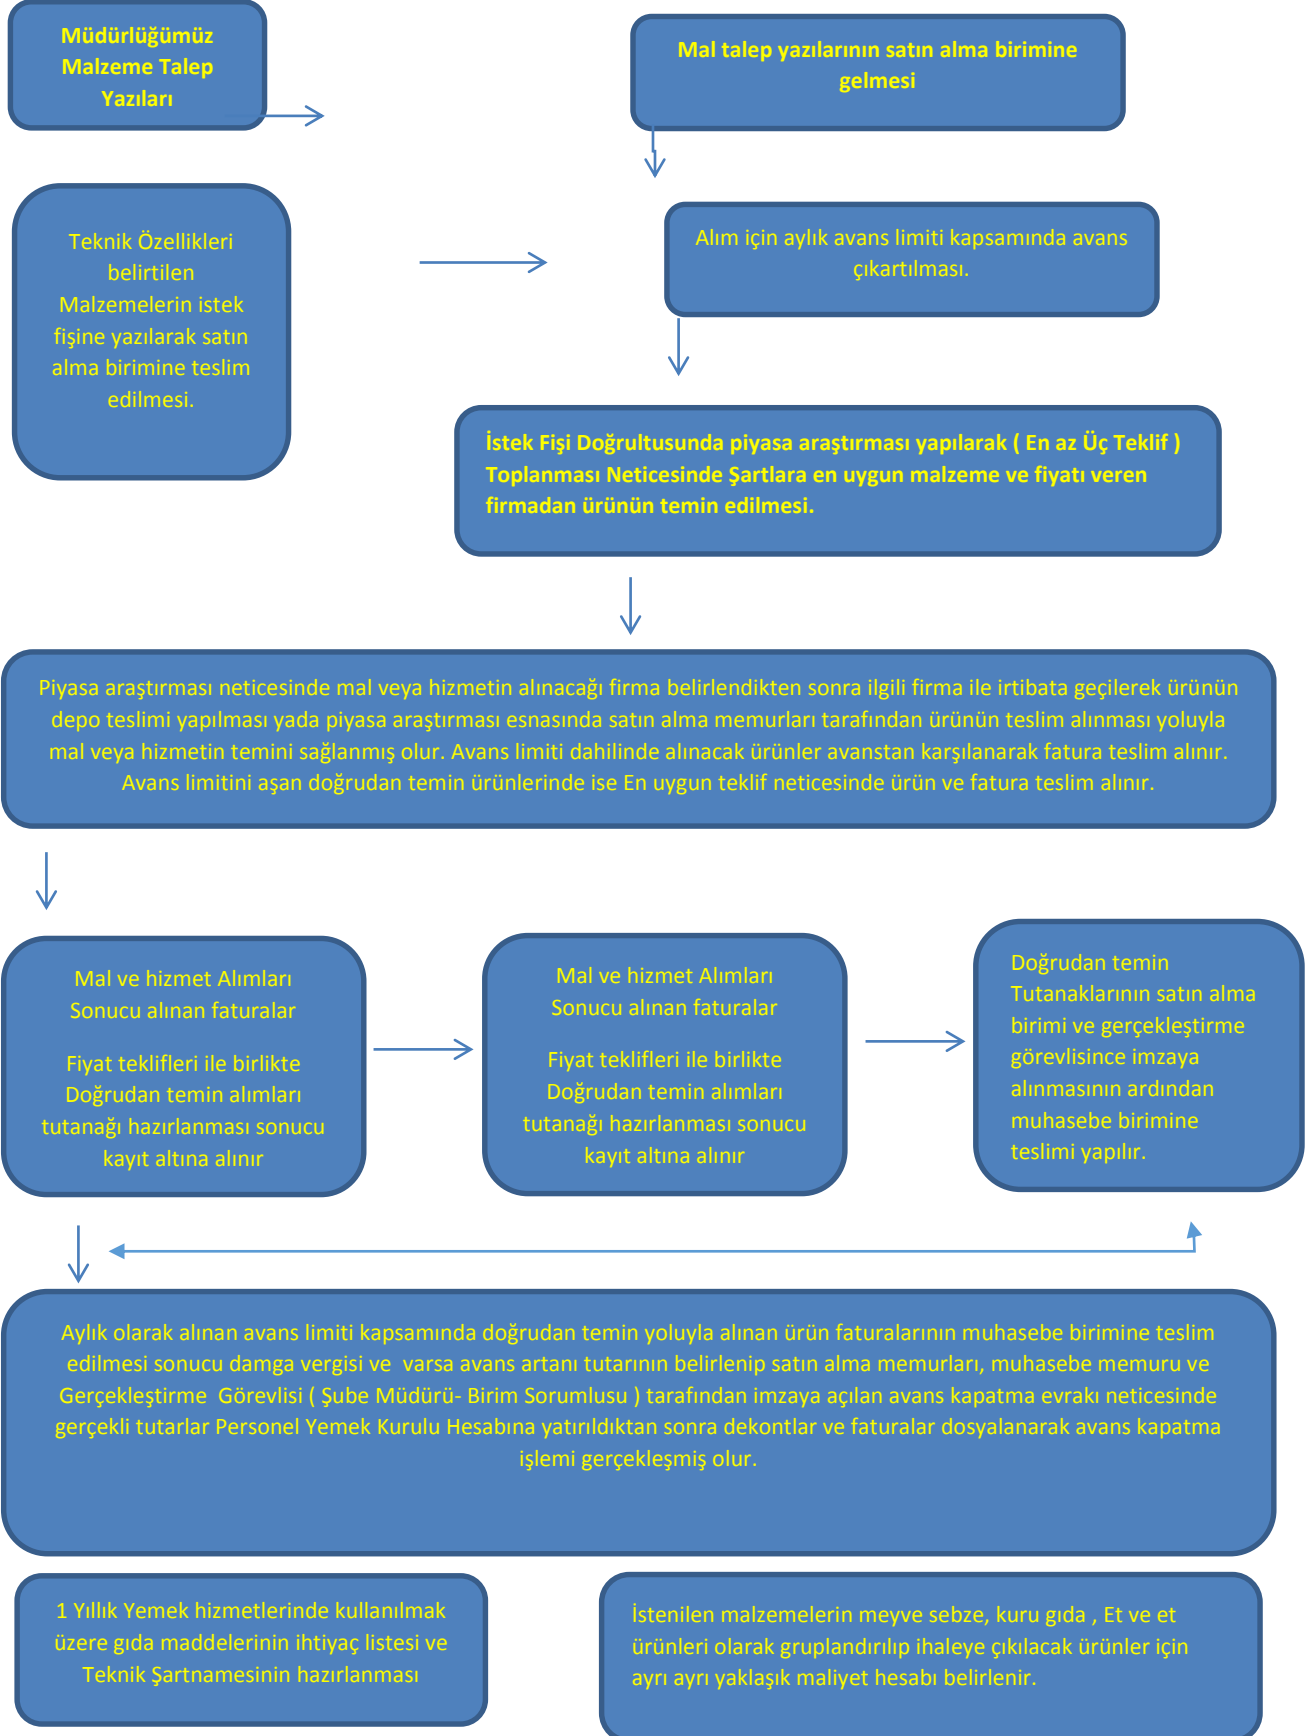 Müdürlüğümüz
Malzeme Talep
Yazıları
Mal talep yazılarının satın alma birimine
gelmesi
Teknik Özellikleri
belirtilen
Malzemelerin istek
fişine yazılarak satın
alma birimine teslim
edilmesi.
Alım için aylık avans limiti kapsamında avans
çıkartılması.
İstek Fişi Doğrultusunda piyasa araştırması yapılarak ( En az Üç Teklif )
Toplanması Neticesinde Şartlara en uygun malzeme ve fiyatı veren
firmadan ürünün temin edilmesi.
Piyasa araştırması neticesinde mal veya hizmetin alınacağı firma belirlendikten sonra ilgili firma ile irtibata geçilerek ürünün
depo teslimi yapılması yada piyasa araştırması esnasında satın alma memurları tarafından ürünün teslim alınması yoluyla
mal veya hizmetin temini sağlanmış olur. Avans limiti dahilinde alınacak ürünler avanstan karşılanarak fatura teslim alınır.
Avans limitini aşan doğrudan temin ürünlerinde ise En uygun teklif neticesinde ürün ve fatura teslim alınır.
Mal ve hizmet Alımları
Sonucu alınan faturalar
Fiyat teklifleri ile birlikte
Doğrudan temin alımları
tutanağı hazırlanması sonucu
kayıt altına alınır
Mal ve hizmet Alımları
Sonucu alınan faturalar
Fiyat teklifleri ile birlikte
Doğrudan temin alımları
tutanağı hazırlanması sonucu
kayıt altına alınır
Doğrudan temin
Tutanaklarının satın alma
birimi ve gerçekleştirme
görevlisince imzaya
alınmasının ardından
muhasebe birimine
teslimi yapılır.
Aylık olarak alınan avans limiti kapsamında doğrudan temin yoluyla alınan ürün faturalarının muhasebe birimine teslim
edilmesi sonucu damga vergisi ve  varsa avans artanı tutarının belirlenip satın alma memurları, muhasebe memuru ve
Gerçekleştirme  Görevlisi ( Şube Müdürü- Birim Sorumlusu ) tarafından imzaya açılan avans kapatma evrakı neticesinde
gerçekli tutarlar Personel Yemek Kurulu Hesabına yatırıldıktan sonra dekontlar ve faturalar dosyalanarak avans kapatma
işlemi gerçekleşmiş olur.
1 Yıllık Yemek hizmetlerinde kullanılmak
üzere gıda maddelerinin ihtiyaç listesi ve
Teknik Şartnamesinin hazırlanması
İstenilen malzemelerin meyve sebze, kuru gıda , Et ve et
ürünleri olarak gruplandırılıp ihaleye çıkılacak ürünler için
ayrı ayrı yaklaşık maliyet hesabı belirlenir.